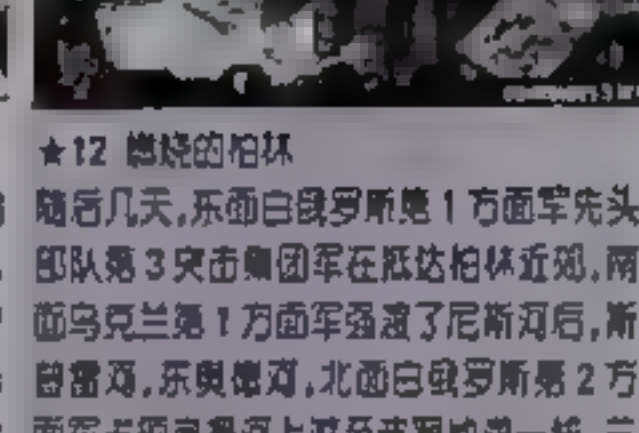 ★12 燃烧的柏林
随后几天,东面白俄罗斯第1方面军先头
部队第3突击集团军在抵达柏林近郊,南
面乌克兰第1方面军强渡了尼斯河后,斯
普雷河,东奥德河,北面白俄罗斯第2方